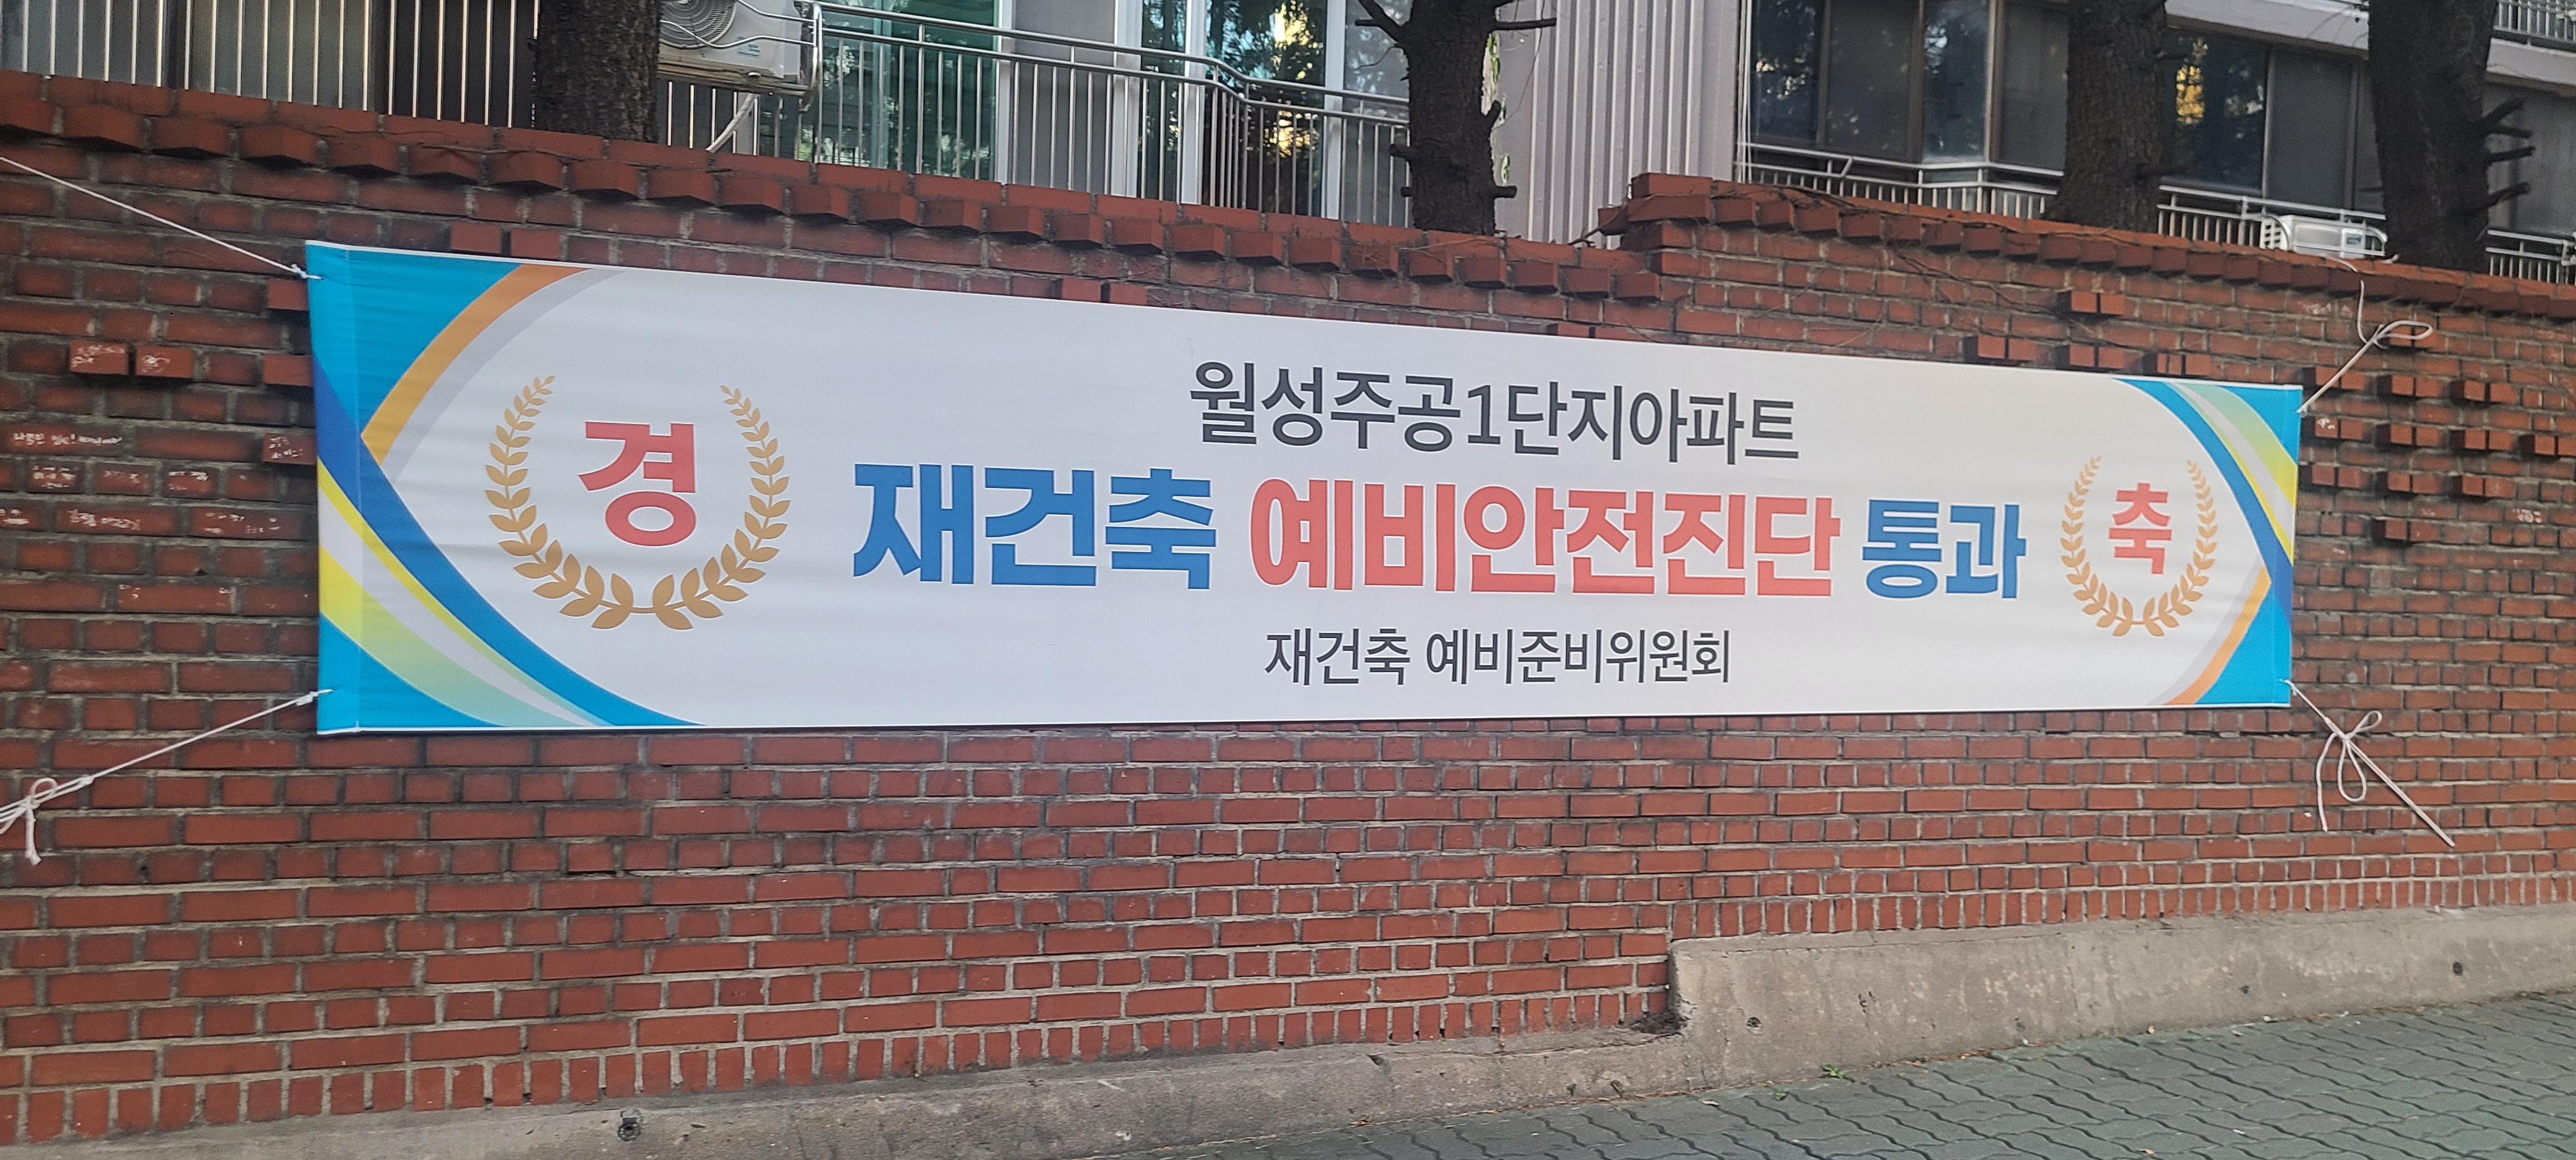 월성주공1단지아파트
경 재건축 예비안전진단 통과 축
재건축 예비준비위원회